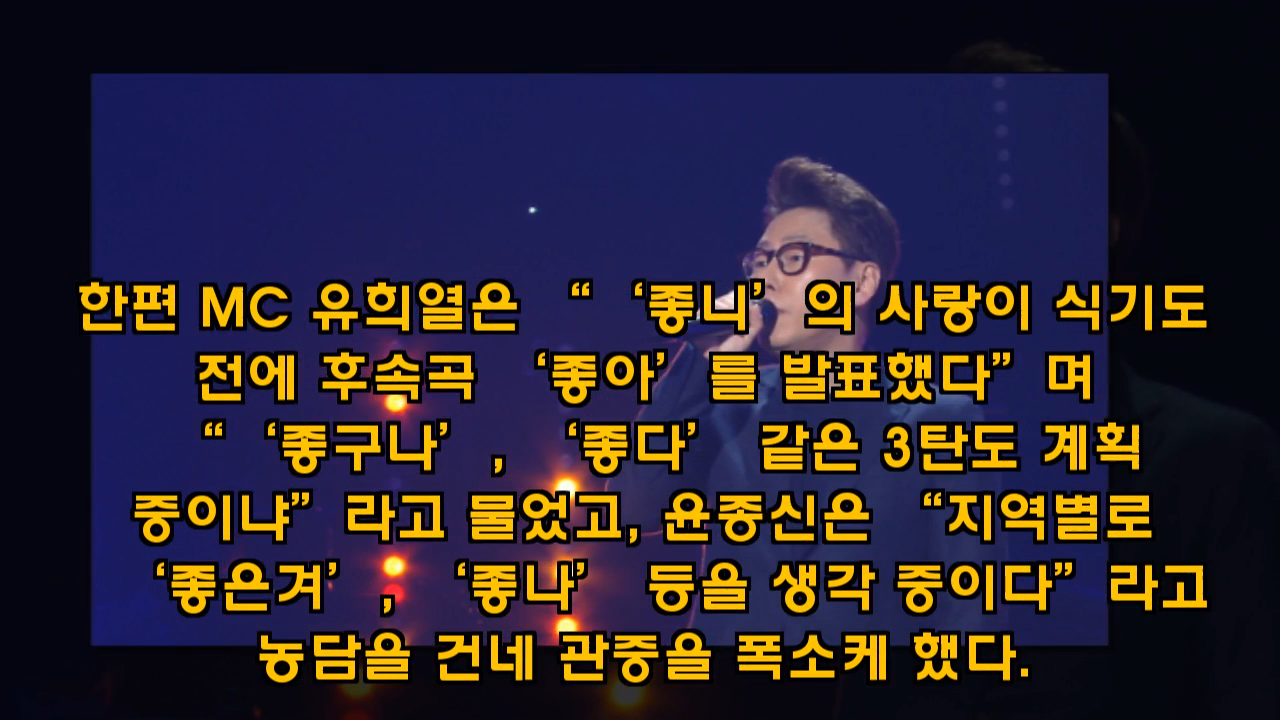 한편 MC 유희열은 “ ‘좋니’ 의 사랑이 식기도
전에 후속곡 ‘좋아’ 를 발표했다” 며
“ ‘좋구나’ , ‘좋다’ 같은 3탄도 계획
중이냐” 라고 물었고, 윤종신은 “지역별로
‘좋은겨’ , ‘좋나’ 등을 생각 중이다” 라고
농담을 건네 관중을 폭소케 했다.